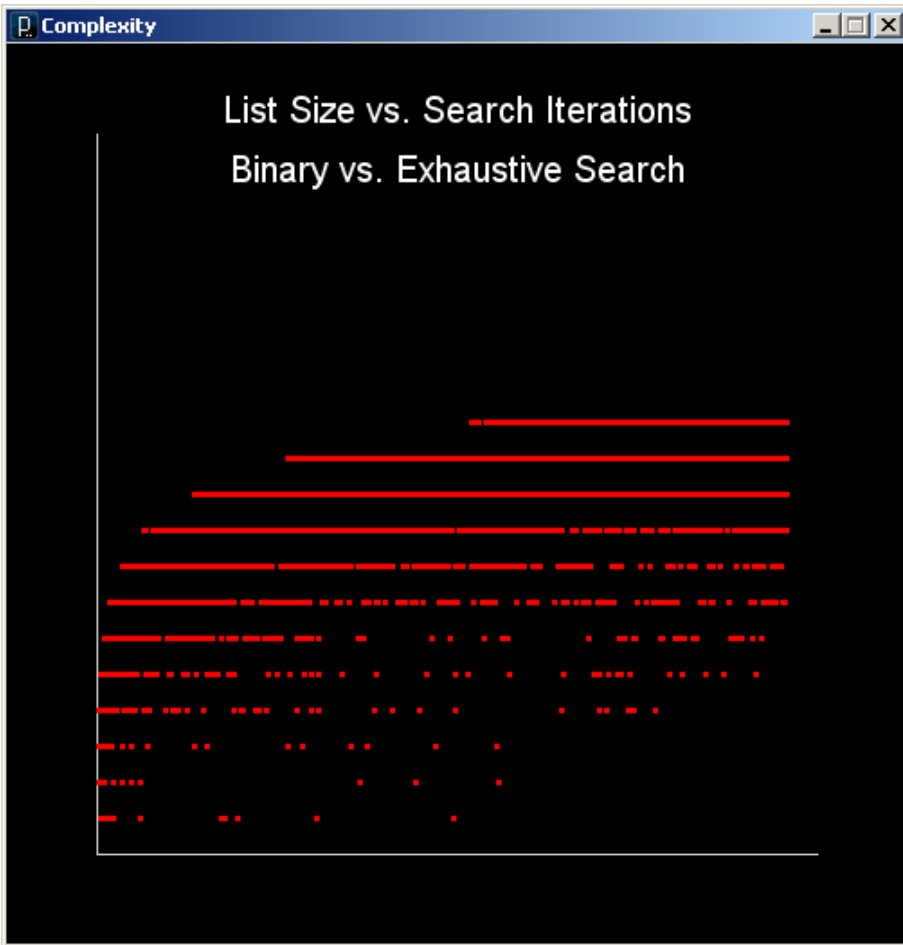 Complexity
List Size vs. Search Iterations
Binary vs. Exhaustive Search